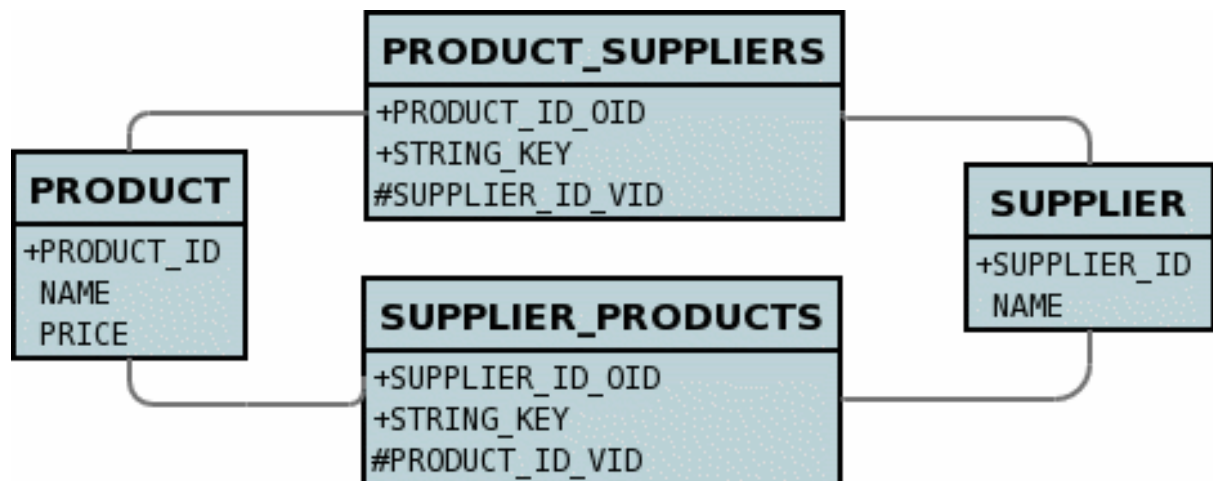 PRODUCT_SUPPLIERS
+PRODUCT_ID_OID
+STRING_KEY
#SUPPLIER_ID_VID
PRODUCT
+PRODUCT_ID
NAME
PRICE
SUPPLIER
+SUPPLIER_ID
NAME
SUPPLIER_PRODUCTS
+SUPPLIER_ID_OID
+STRING_KEY
#PRODUCT_ID_VID